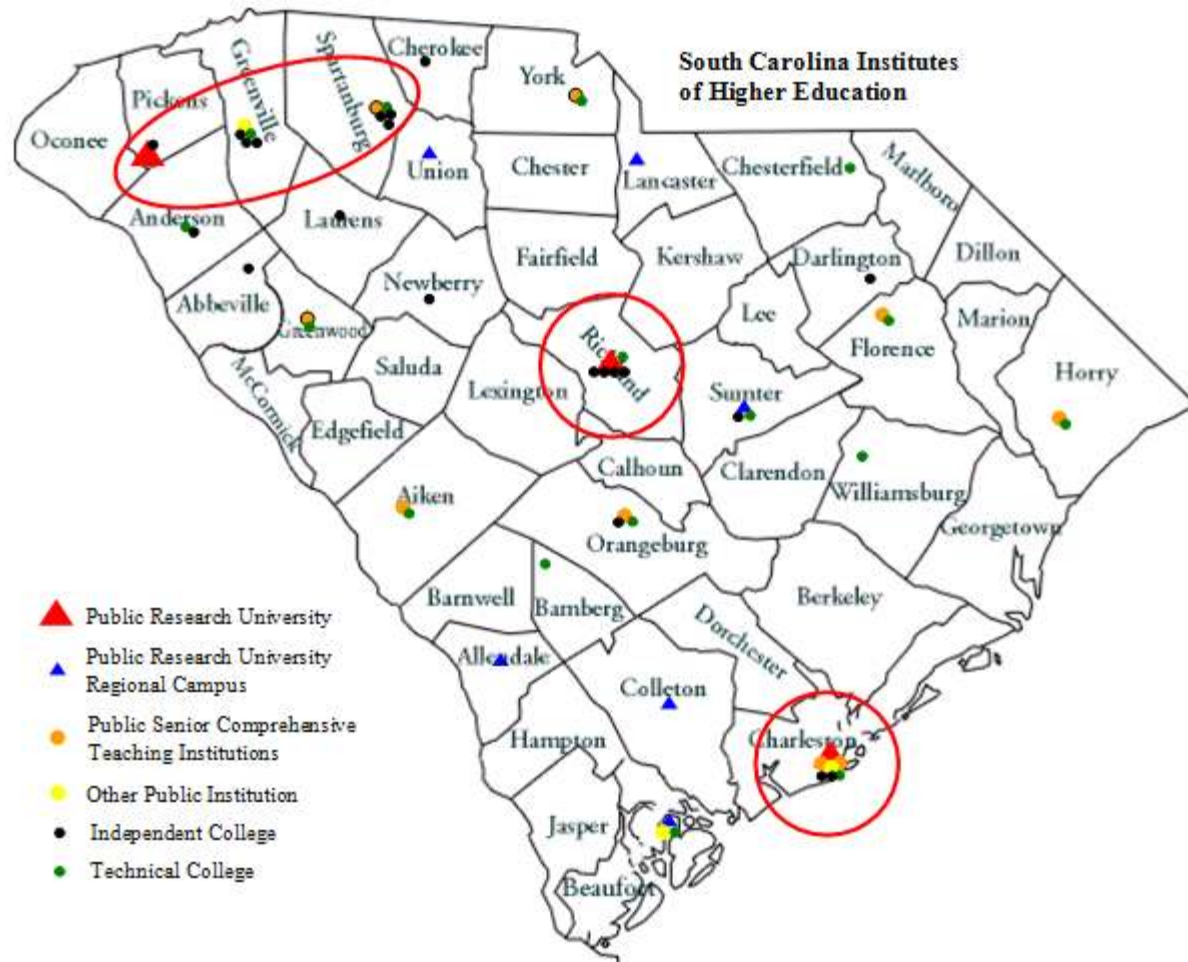 South Carolina Institutes
of Higher Education
Cherokee
York
Greenville
Spartanburg
Pickens
Oconee
Union
Chester
Lancaster
Chesterfield
Marlboro
Anderson
Laurens
Fairfield
Kershaw
Darlington
Dillon
Abbeville
Newberry
Greenwood
Lee
Marion
Florence
Richland
Saluda
Lexington
Sumter
Horry
McCormick
Edgefield
Calhoun
Clarendon
Williamsburg
Aiken
Georgetown
Orangeburg
Barnwell
Bamberg
Berkeley
Dorchester
Allendale
Colleton
Charleston
Hampton
Jasper
Beaufort
Public Research University
Public Research University
Regional Campus
Public Senior Comprehensive
Teaching Institutions
Other Public Institution
Independent College
Technical College